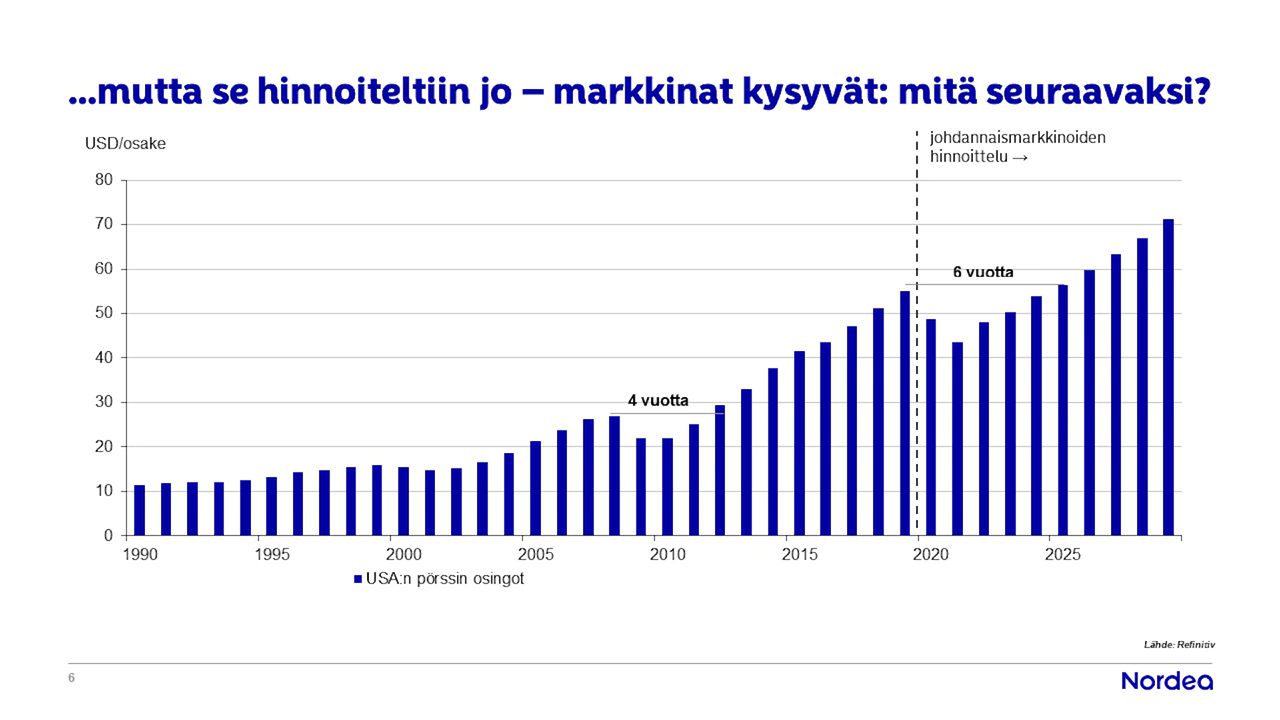 ...mutta se hinnoiteltiin jo – markkinat kysyvät: mitä seuraavaksi?
USD/osake
johdannaismarkkinoiden
hinnoittelu →
80
70
60
50
40
30
20
10
0
6 vuotta
4 vuotta
1990 1995 2000 2005 2010 2015 2020 2025
USA:n pörssin osingot
Lähde: Refinitiv
6
Nordea